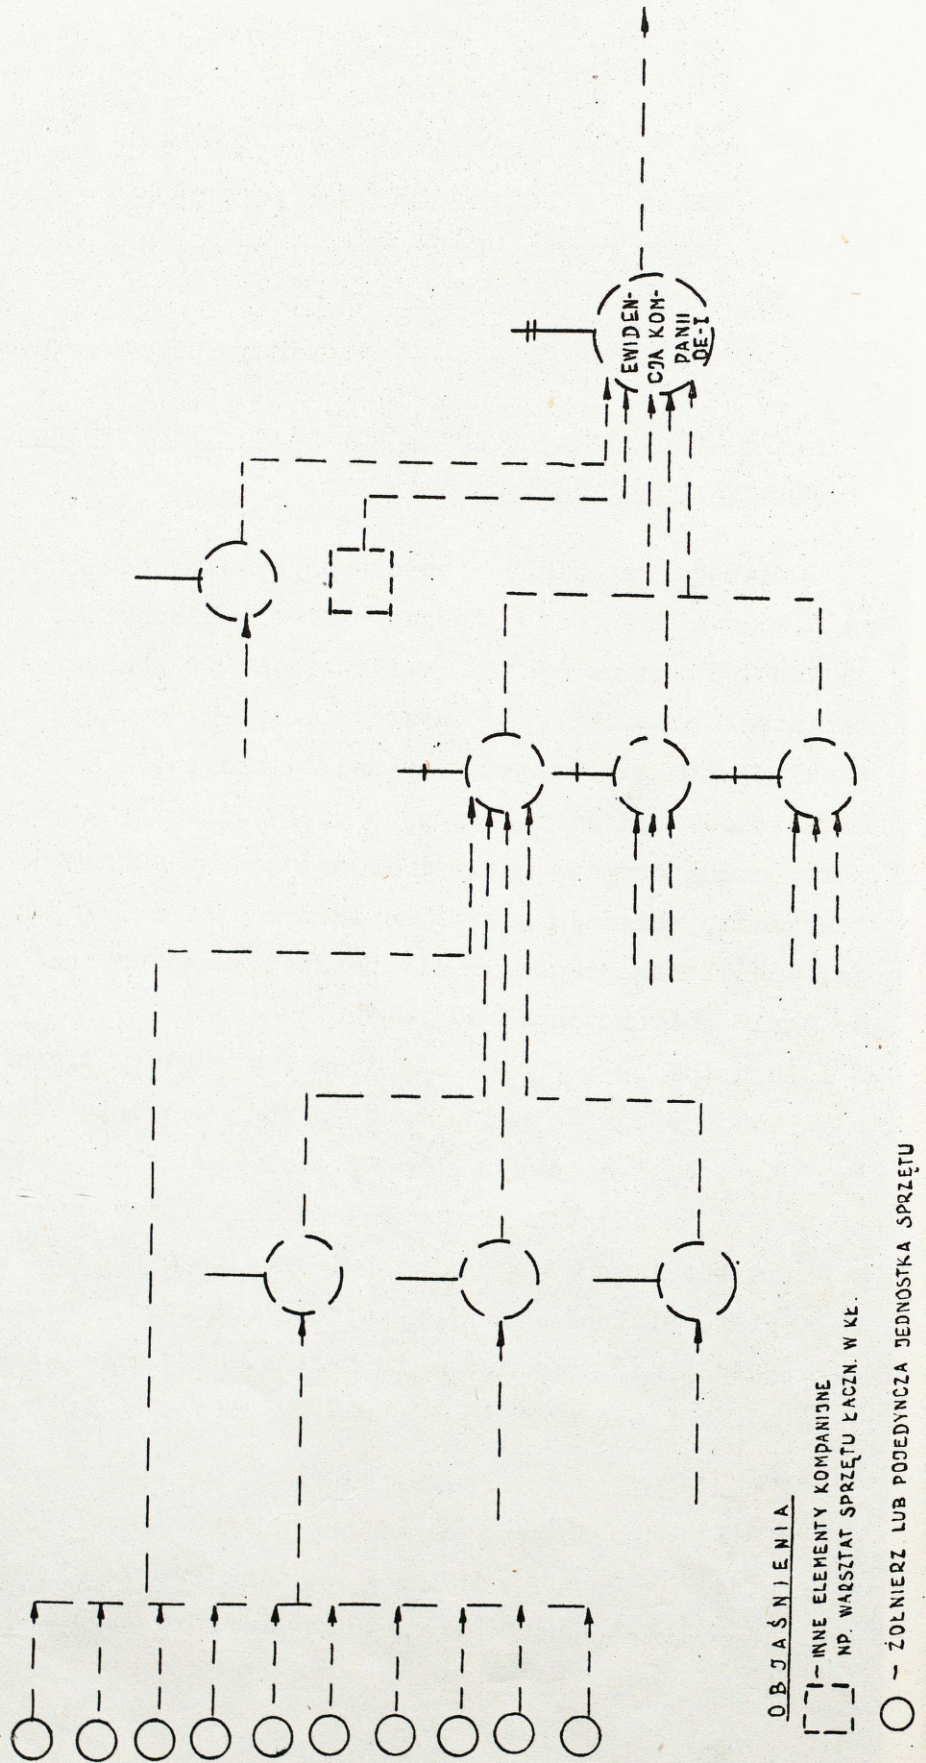 EWIDEN-
CJA KOM-
PANII
DE-I
OBJAŚNIENIA
- INNE ELEMENTY KOMPANIJNE
NP. WARSZTAT SPRZĘTU ŁĄCZN. W KŁ.
- ŻOŁNIERZ LUB POJEDYNCZA JEDNOSTKA SPRZĘTU